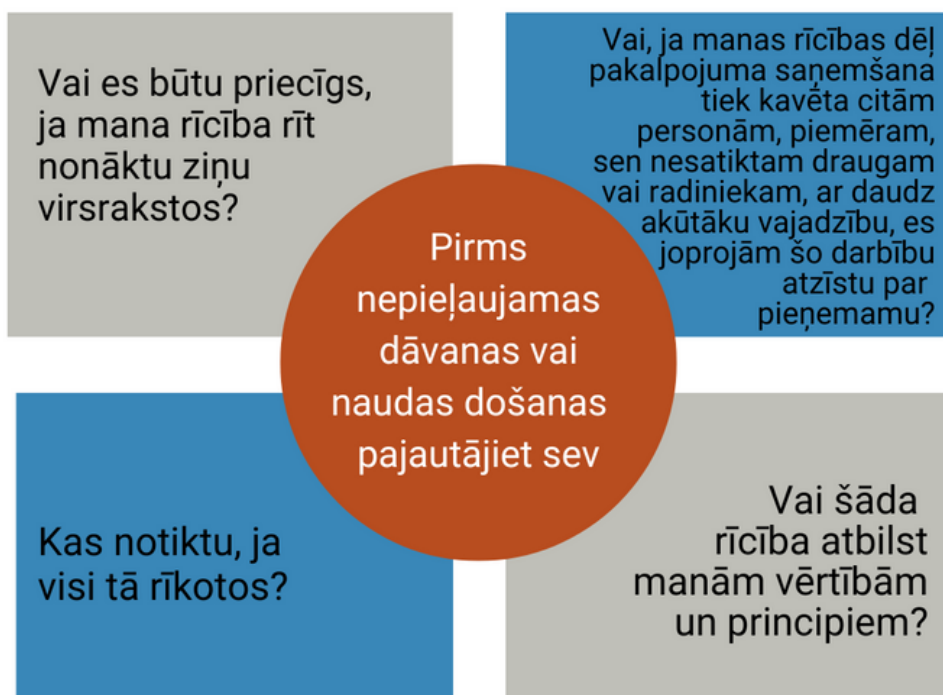 Vai es būtu priecīgs,
ja mana rīcība rīt
nonāktu ziņu
virsrakstos?
Vai, ja manas rīcības dēļ
pakalpojuma saņemšana
tiek kavēta citām
personām, piemēram,
sen nesatiktam draugam
vai radiniekam, ar daudz
akūtāku vajadzību, es
joprojām šo darbību
atzīstu par
pieņemamu?
Pirms
nepieļaujamas
dāvanas vai
naudas došanas
pajautājiet sev
Kas notiktu, ja
visi tā rīkotos?
Vai šāda
rīcība atbilst
manām vērtībām
un principiem?